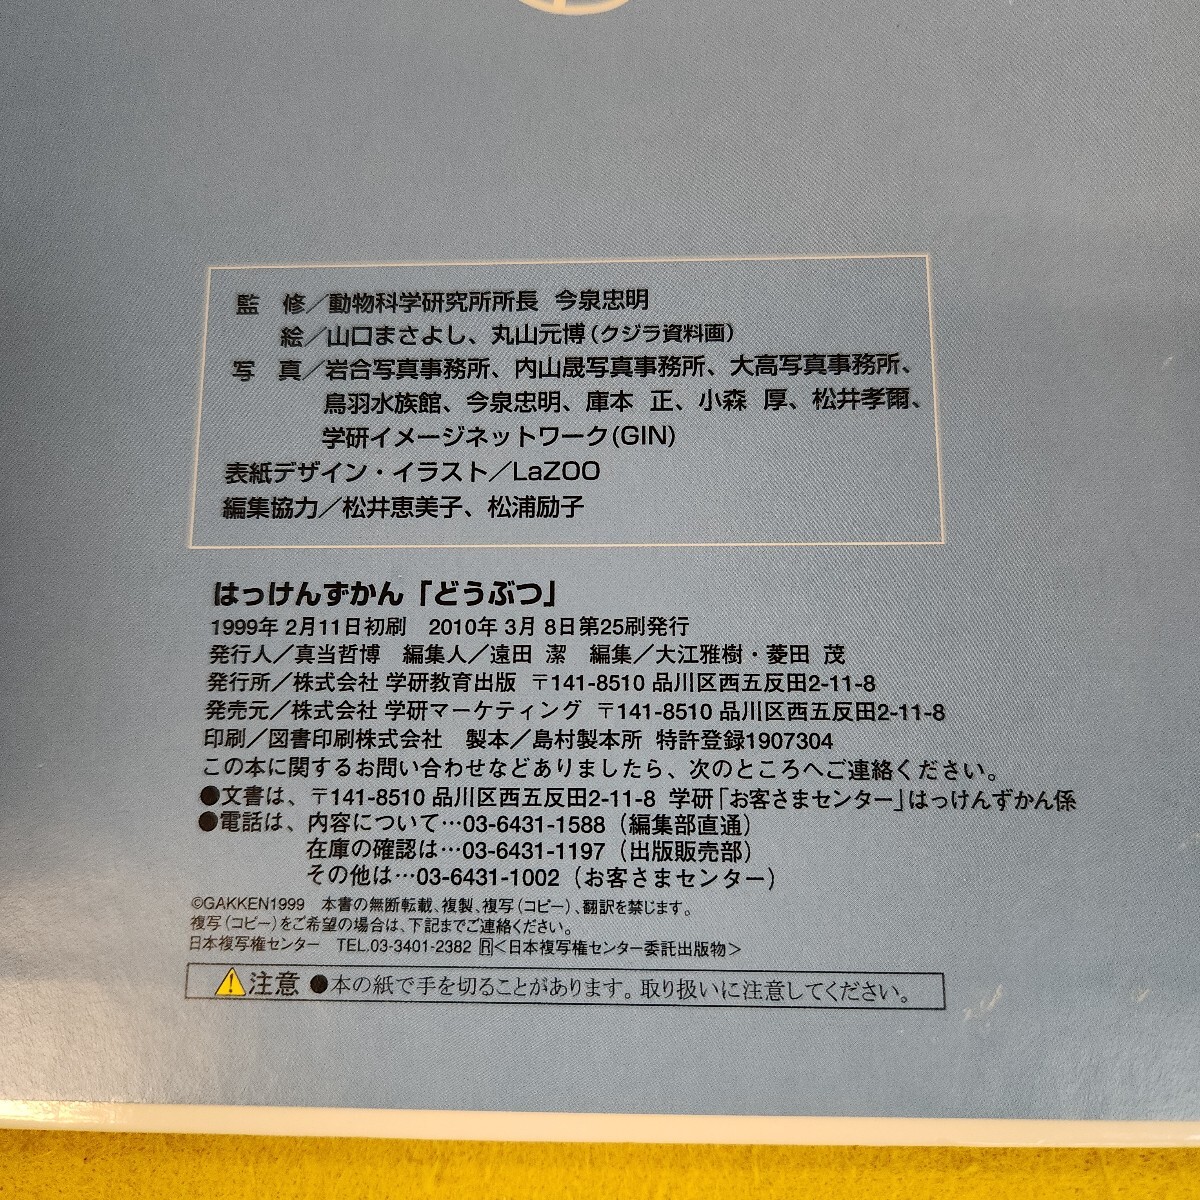 監　修／動物科学研究所所長　今泉忠明
絵／山口まさよし、丸山元博（クジラ資料画）
写　真／岩合写真事務所、内山晟写真事務所、大高写真事務所、
鳥羽水族館、今泉忠明、庫本　正、小森　厚、松井孝爾、
学研イメージネットワーク(GIN)
表紙デザイン・イラスト／LaZOO
編集協力／松井恵美子、松浦励子
はっけんずかん「どうぶつ」
1999年 2月11日初刷　2010年 3月 8日第25刷発行
発行人／真当哲博　編集人／遠田　潔　編集／大江雅樹・菱田　茂
発行所／株式会社 学研教育出版　〒141-8510 品川区西五反田2-11-8
発売元／株式会社 学研マーケティング　〒141-8510 品川区西五反田2-11-8
印刷／図書印刷株式会社　製本／島村製本所　特許登録1907304
この本に関するお問い合わせなどありましたら、次のところへご連絡ください。
●文書は、〒141-8510 品川区西五反田2-11-8 学研「お客さまセンター」はっけんずかん係
●電話は、内容について…03-6431-1588（編集部直通）
在庫の確認は…03-6431-1197（出版販売部）
その他は…03-6431-1002（お客さまセンター）
©GAKKEN1999　本書の無断転載、複製、複写（コピー）、翻訳を禁じます。
複写（コピー）をご希望の場合は、下記までご連絡ください。
日本複写権センター　TEL.03-3401-2382 R＜日本複写権センター委託出版物＞
注意 ●本の紙で手を切ることがあります。取り扱いに注意してください。